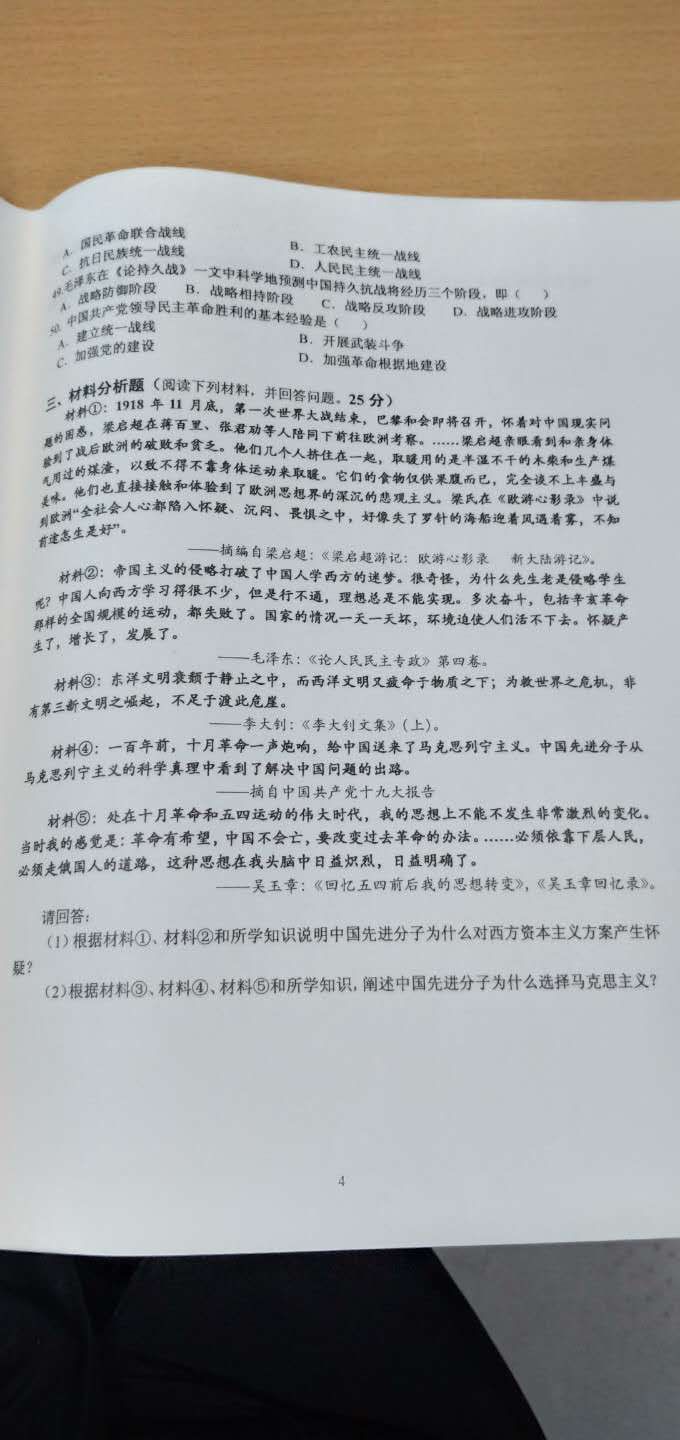 A. 国民革命联合战线
B. 工农民主统一战线
C. 抗日民族统一战线
D. 人民民主统一战线
49.毛泽东在《论持久战》一文中科学地预测中国持久抗战将经历三个阶段，即（ ）
A. 战略防御阶段 B. 战略相持阶段 C. 战略反攻阶段 D. 战略进攻阶段
50. 中国共产党领导民主革命胜利的基本经验是（ ）
A. 建立统一战线 B. 开展武装斗争
C. 加强党的建设 D. 加强革命根据地建设
三、材料分析题（阅读下列材料，并回答问题。25 分）
材料①：1918 年 11 月底，第一次世界大战结束，巴黎和会即将召开，怀着对中国现实问
题的困惑，梁启超在蒋百里、张君劢等人陪同下前往欧洲考察。……梁启超亲眼看到和亲身体
验到了战后欧洲的破败和贫乏。他们几个人挤住在一起，取暖用的是半湿不干的木柴和生产煤
气用过的煤渣，以致不得不靠身体运动来取暖。它们的食物仅供果腹而已，完全谈不上丰盛与
美味。他们也直接接触和体验到了欧洲思想界的深沉的悲观主义。梁氏在《欧游心影录》中说
到欧洲“全社会人心都陷入怀疑、沉闷、畏惧之中，好像失了罗针的海船迎着风遇着雾，不知
前途怎生是好”。
——摘编自梁启超：《梁启超游记：欧游心影录 新大陆游记》。
材料②：帝国主义的侵略打破了中国人学西方的迷梦。很奇怪，为什么先生老是侵略学生
呢？中国人向西方学习得很不少，但是行不通，理想总是不能实现。多次奋斗，包括辛亥革命
那样的全国规模的运动，都失败了。国家的情况一天一天坏，环境迫使人们活不下去。怀疑产
生了，增长了，发展了。
——毛泽东：《论人民民主专政》第四卷。
材料③：东洋文明衰颓于静止之中，而西洋文明又疲命于物质之下；为救世界之危机，非
有第三新文明之崛起，不足于渡此危崖。
——李大钊：《李大钊文集》（上）。
材料④：一百年前，十月革命一声炮响，给中国送来了马克思列宁主义。中国先进分子从
马克思列宁主义的科学真理中看到了解决中国问题的出路。
——摘自中国共产党十九大报告
材料⑤：处在十月革命和五四运动的伟大时代，我的思想上不能不发生非常激烈的变化。
当时我的感觉是：革命有希望，中国不会亡，要改变过去革命的办法。……必须依靠下层人民，
必须走俄国人的道路，这种思想在我头脑中日益炽烈，日益明确了。
——吴玉章：《回忆五四前后我的思想转变》，《吴玉章回忆录》。
请回答：
（1）根据材料①、材料②和所学知识说明中国先进分子为什么对西方资本主义方案产生怀
疑？
（2）根据材料③、材料④、材料⑤和所学知识，阐述中国先进分子为什么选择马克思主义？
4